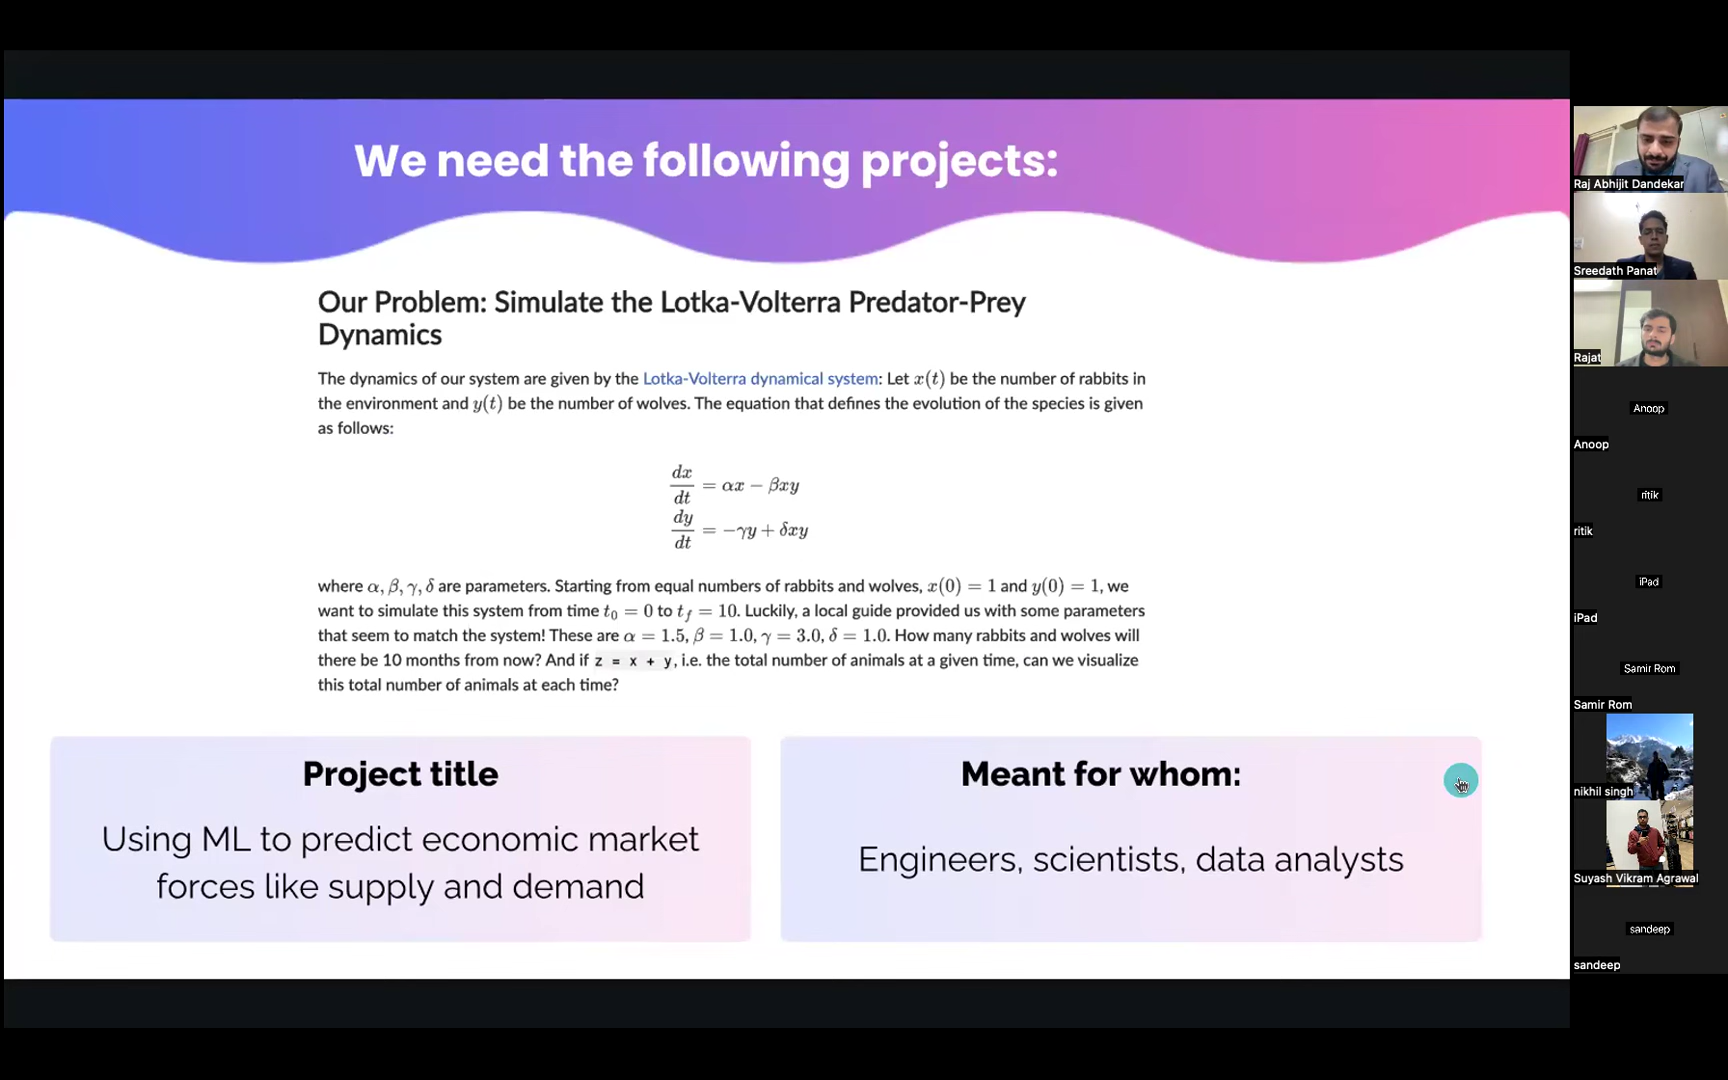 We need the following projects:
Our Problem: Simulate the Lotka-Volterra Predator-Prey
Dynamics
The dynamics of our system are given by the Lotka-Volterra dynamical system: Let x(t) be the number of rabbits in
the environment and y(t) be the number of wolves. The equation that defines the evolution of the species is given
as follows:
dx/dt = αx − βxy
dy/dt = −γy + δxy
where α, β, γ, δ are parameters. Starting from equal numbers of rabbits and wolves, x(0) = 1 and y(0) = 1, we
want to simulate this system from time t₀ = 0 to t_f = 10. Luckily, a local guide provided us with some parameters
that seem to match the system! These are α = 1.5, β = 1.0, γ = 3.0, δ = 1.0. How many rabbits and wolves will
there be 10 months from now? And if z = x + y, i.e. the total number of animals at a given time, can we visualize
this total number of animals at each time?
Project title
Using ML to predict economic market
forces like supply and demand
Meant for whom:
Engineers, scientists, data analysts
Raj Abhijit Dandekar
Sreedath Panat
Rajat
Anoop
Anoop
ritik
ritik
iPad
iPad
Samir Rom
Samir Rom
nikhil singh
Suyash Vikram Agrawal
sandeep
sandeep